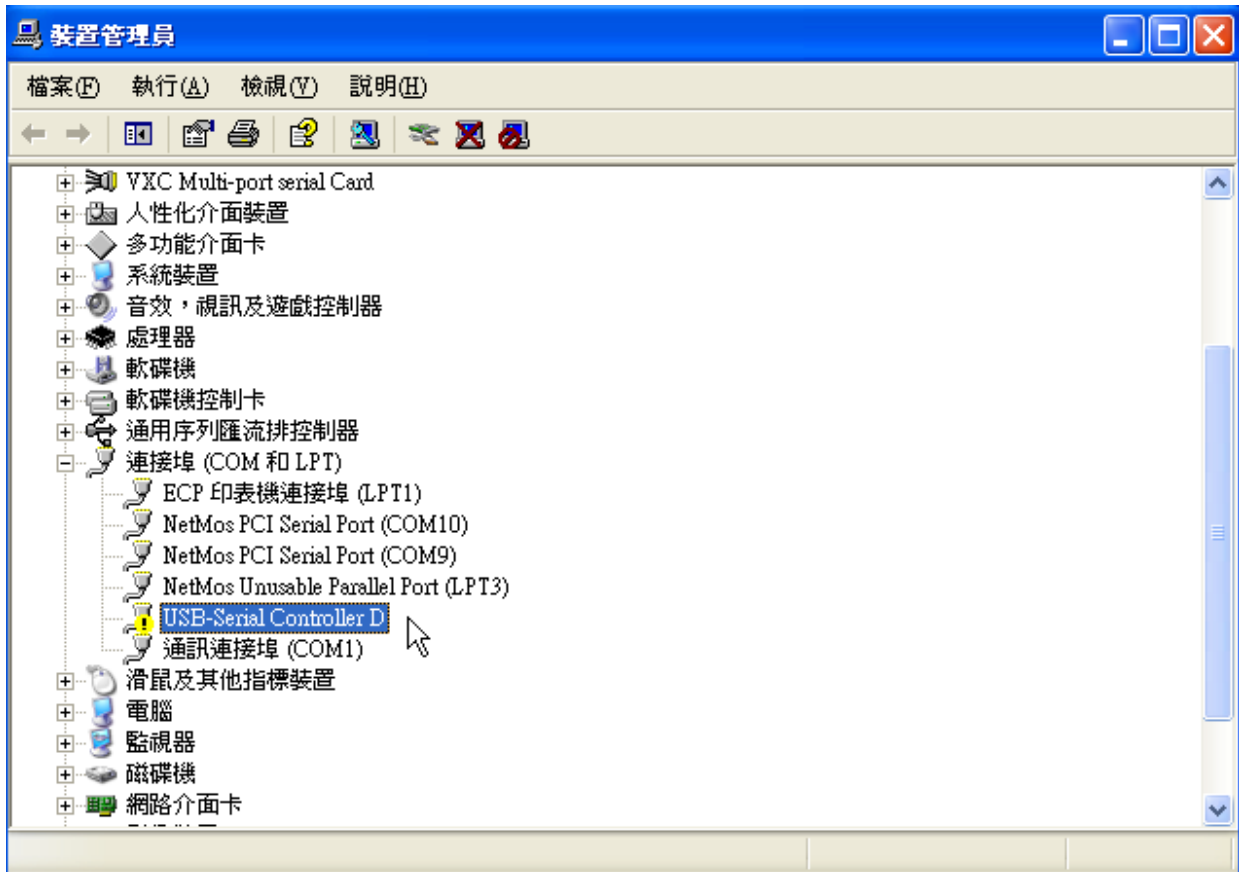 裝置管理員
檔案(F) 執行(A) 檢視(V) 說明(H)
VXC Multi-port serial Card
人性化介面裝置
多功能介面卡
系統裝置
音效，視訊及遊戲控制器
處理器
軟碟機
軟碟機控制卡
通用序列匯流排控制器
連接埠 (COM 和 LPT)
ECP 印表機連接埠 (LPT1)
NetMos PCI Serial Port (COM10)
NetMos PCI Serial Port (COM9)
NetMos Unusable Parallel Port (LPT3)
USB-Serial Controller D
通訊連接埠 (COM1)
滑鼠及其他指標裝置
電腦
監視器
磁碟機
網路介面卡